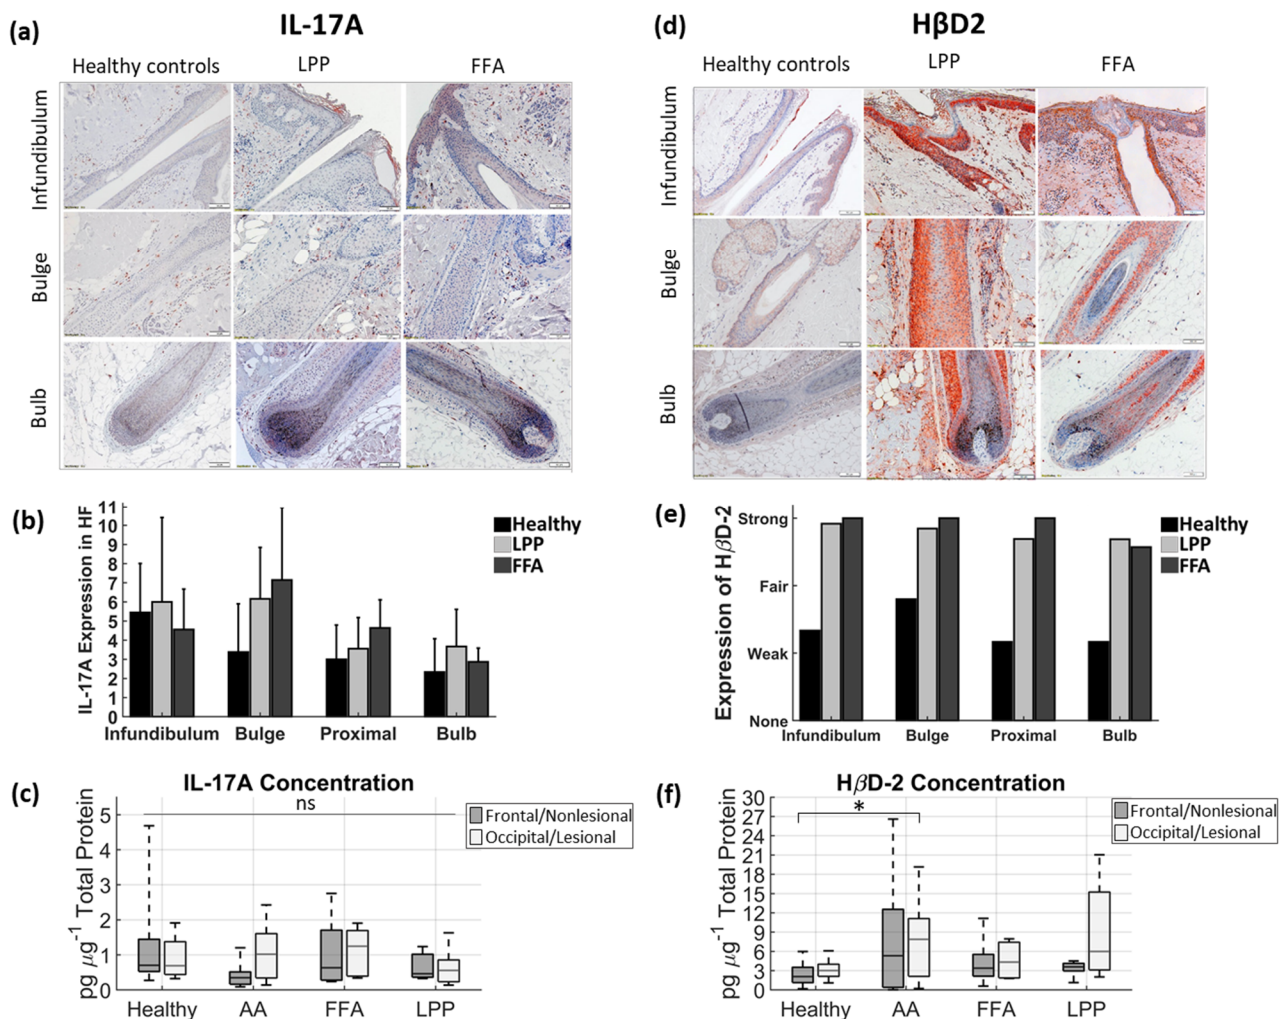 (a)
IL-17A
Healthy controls
LPP
FFA
Infundibulum
Bulge
Bulb
(d)
HβD2
Healthy controls
LPP
FFA
Infundibulum
Bulge
Bulb
(b)
IL-17A Expression in HF
11
10
9
8
7
6
5
4
3
2
1
0
Infundibulum Bulge Proximal Bulb
Healthy
LPP
FFA
(e)
Expression of HβD-2
Strong
Fair
Weak
None
Infundibulum Bulge Proximal Bulb
Healthy
LPP
FFA
(c)
IL-17A Concentration
ns
pg μg-1 Total Protein
5
4
3
2
1
0
Healthy AA FFA LPP
Frontal/Nonlesional
Occipital/Lesional
(f)
HβD-2 Concentration
*
pg μg-1 Total Protein
30
27
24
21
18
15
12
9
6
3
0
Healthy AA FFA LPP
Frontal/Nonlesional
Occipital/Lesional